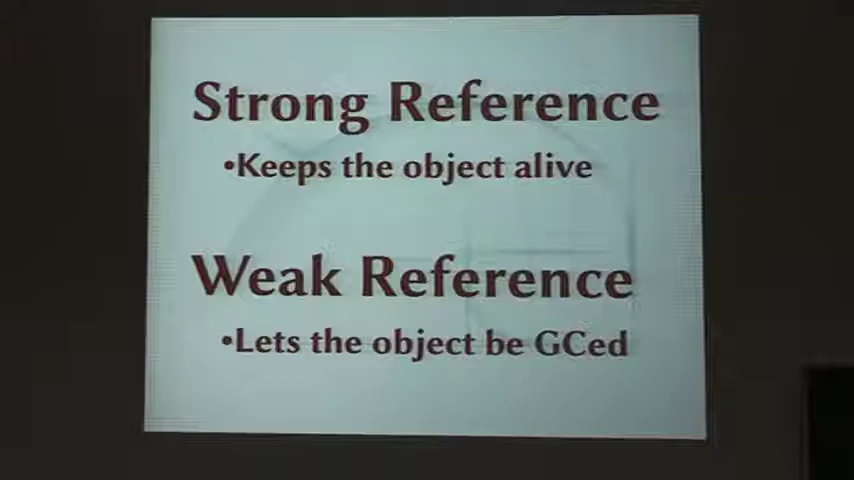 Strong Reference
•Keeps the object alive
Weak Reference
•Lets the object be GCed